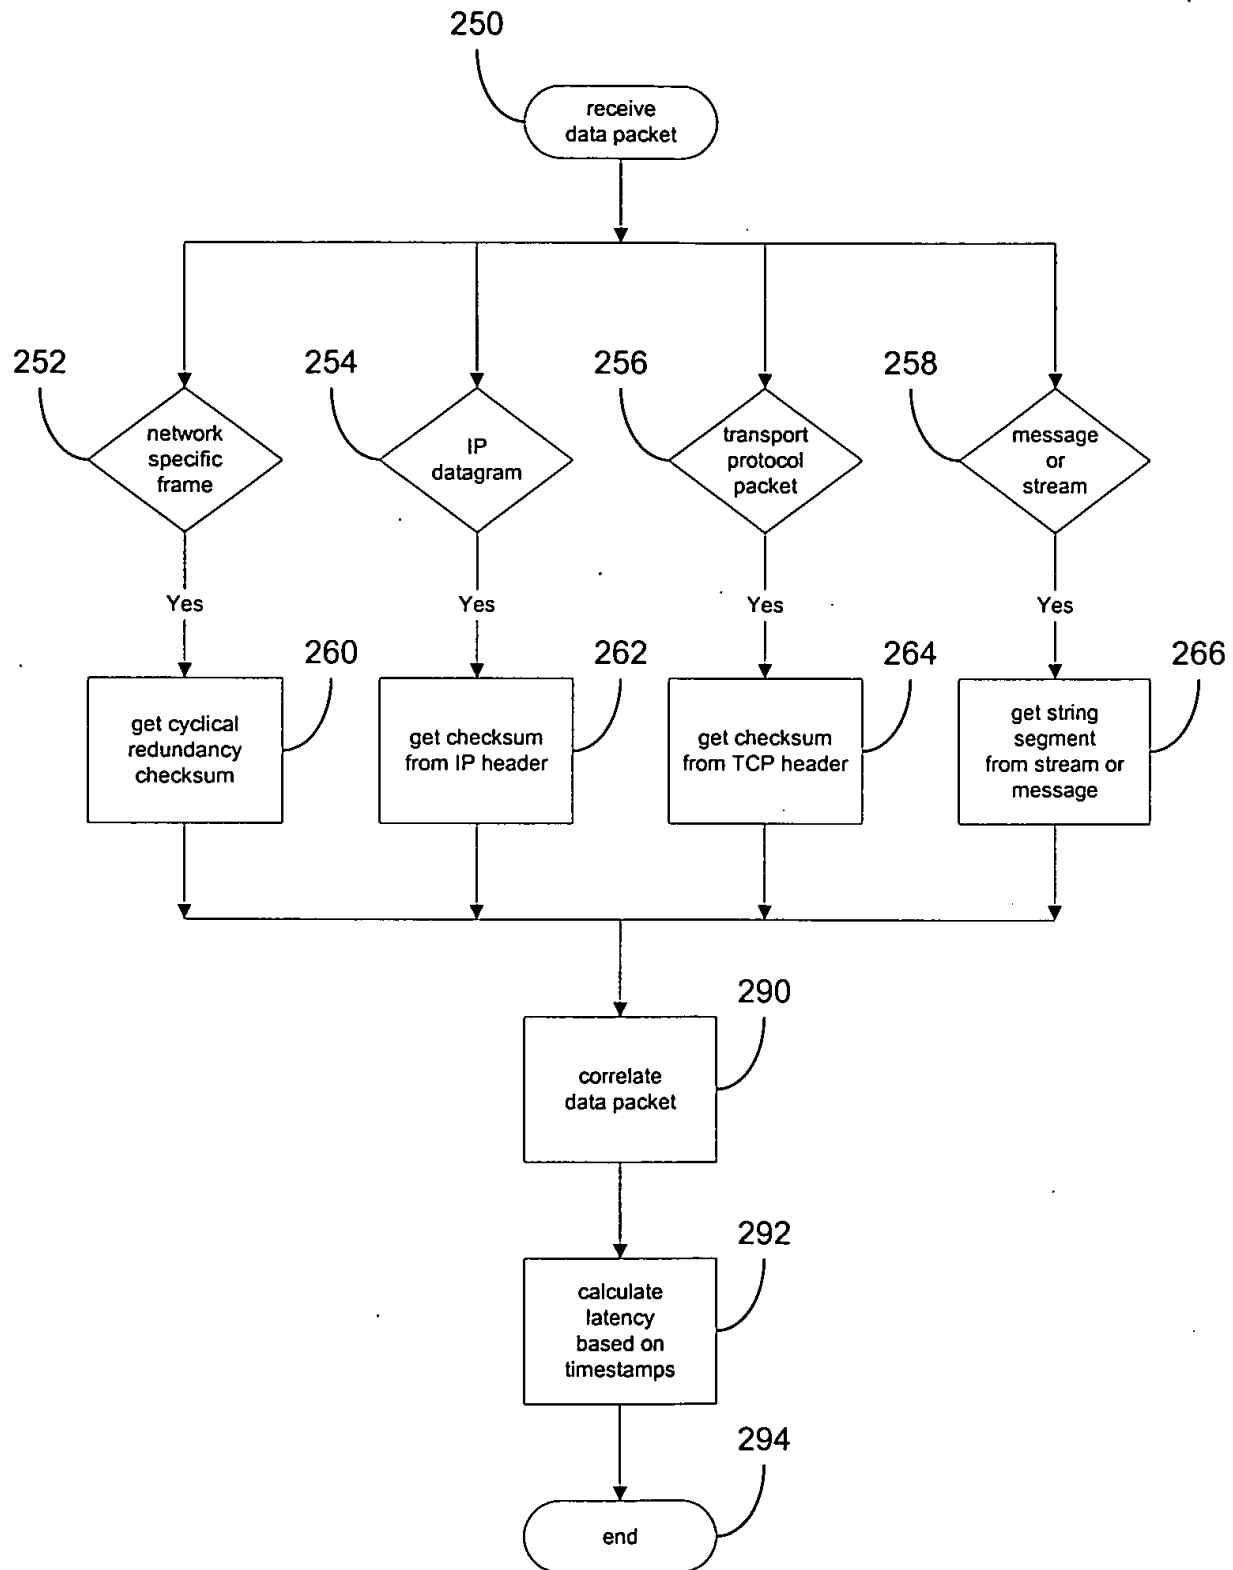 250
receive
data packet
252
254
256
258
network
specific
frame
IP
datagram
transport
protocol
packet
message
or
stream
Yes
Yes
Yes
Yes
260
262
264
266
get cyclical
redundancy
checksum
get checksum
from IP header
get checksum
from TCP header
get string
segment
from stream or
message
290
correlate
data packet
292
calculate
latency
based on
timestamps
294
end